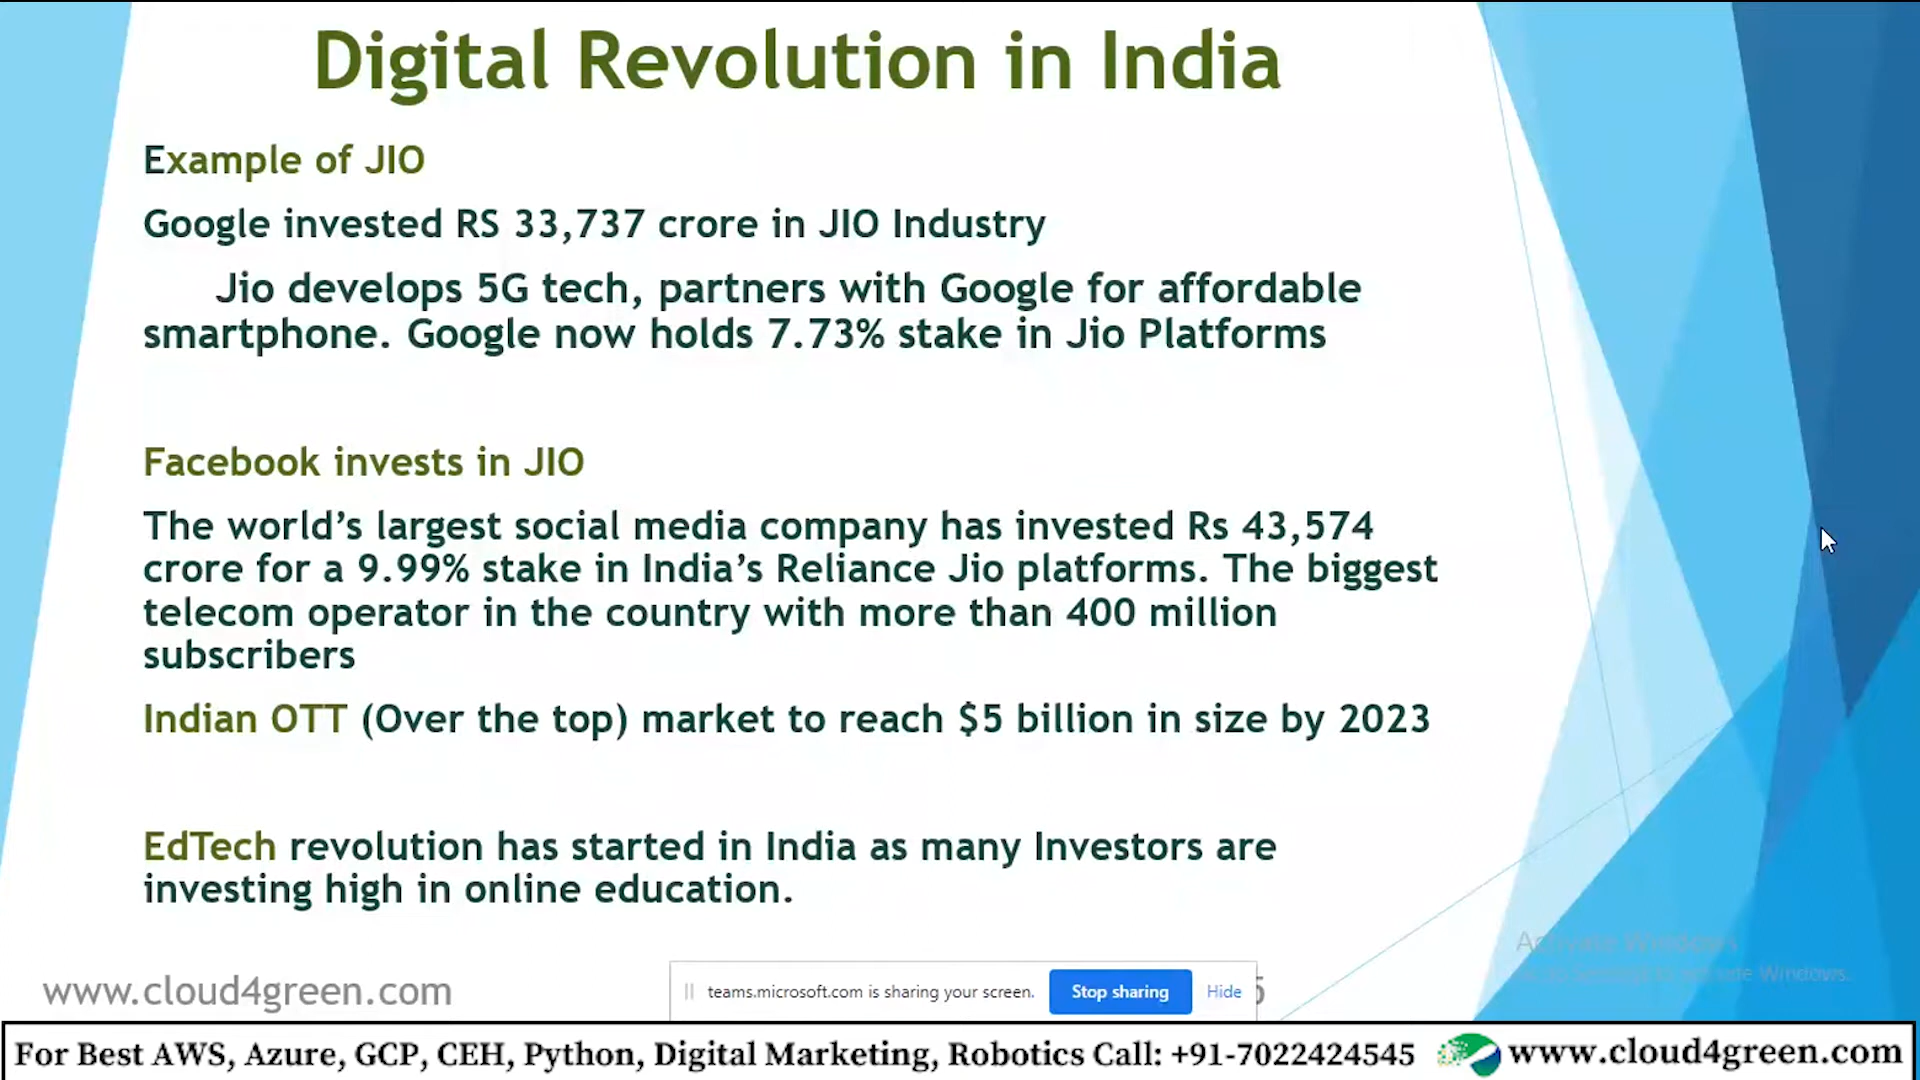 Digital Revolution in India
Example of JIO
Google invested RS 33,737 crore in JIO Industry
Jio develops 5G tech, partners with Google for affordable
smartphone. Google now holds 7.73% stake in Jio Platforms
Facebook invests in JIO
The world's largest social media company has invested Rs 43,574
crore for a 9.99% stake in India's Reliance Jio platforms. The biggest
telecom operator in the country with more than 400 million
subscribers
Indian OTT (Over the top) market to reach $5 billion in size by 2023
EdTech revolution has started in India as many Investors are
investing high in online education.
Activate Windows
Windows.
www.cloud4green.com
teams.microsoft.com is sharing your screen.
Stop sharing
Hide
For Best AWS, Azure, GCP, CEH, Python, Digital Marketing, Robotics Call: +91-7022424545 www.cloud4green.com